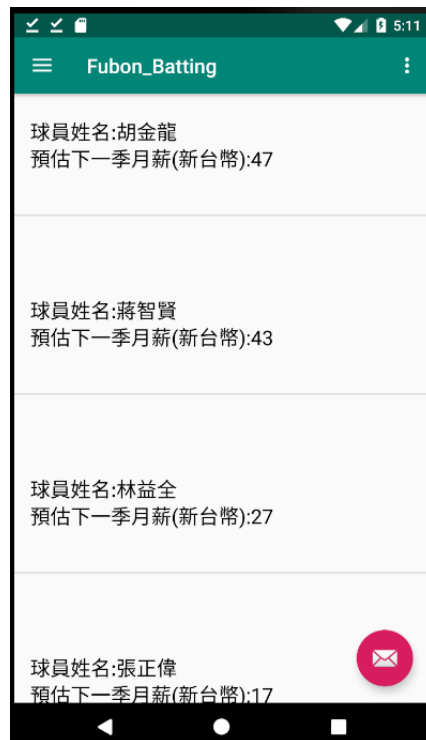 5:11
Fubon_Batting
球員姓名:胡金龍
預估下一季月薪(新台幣):47
球員姓名:蔣智賢
預估下一季月薪(新台幣):43
球員姓名:林益全
預估下一季月薪(新台幣):27
球員姓名:張正偉
預估下一季月薪(新台幣):17